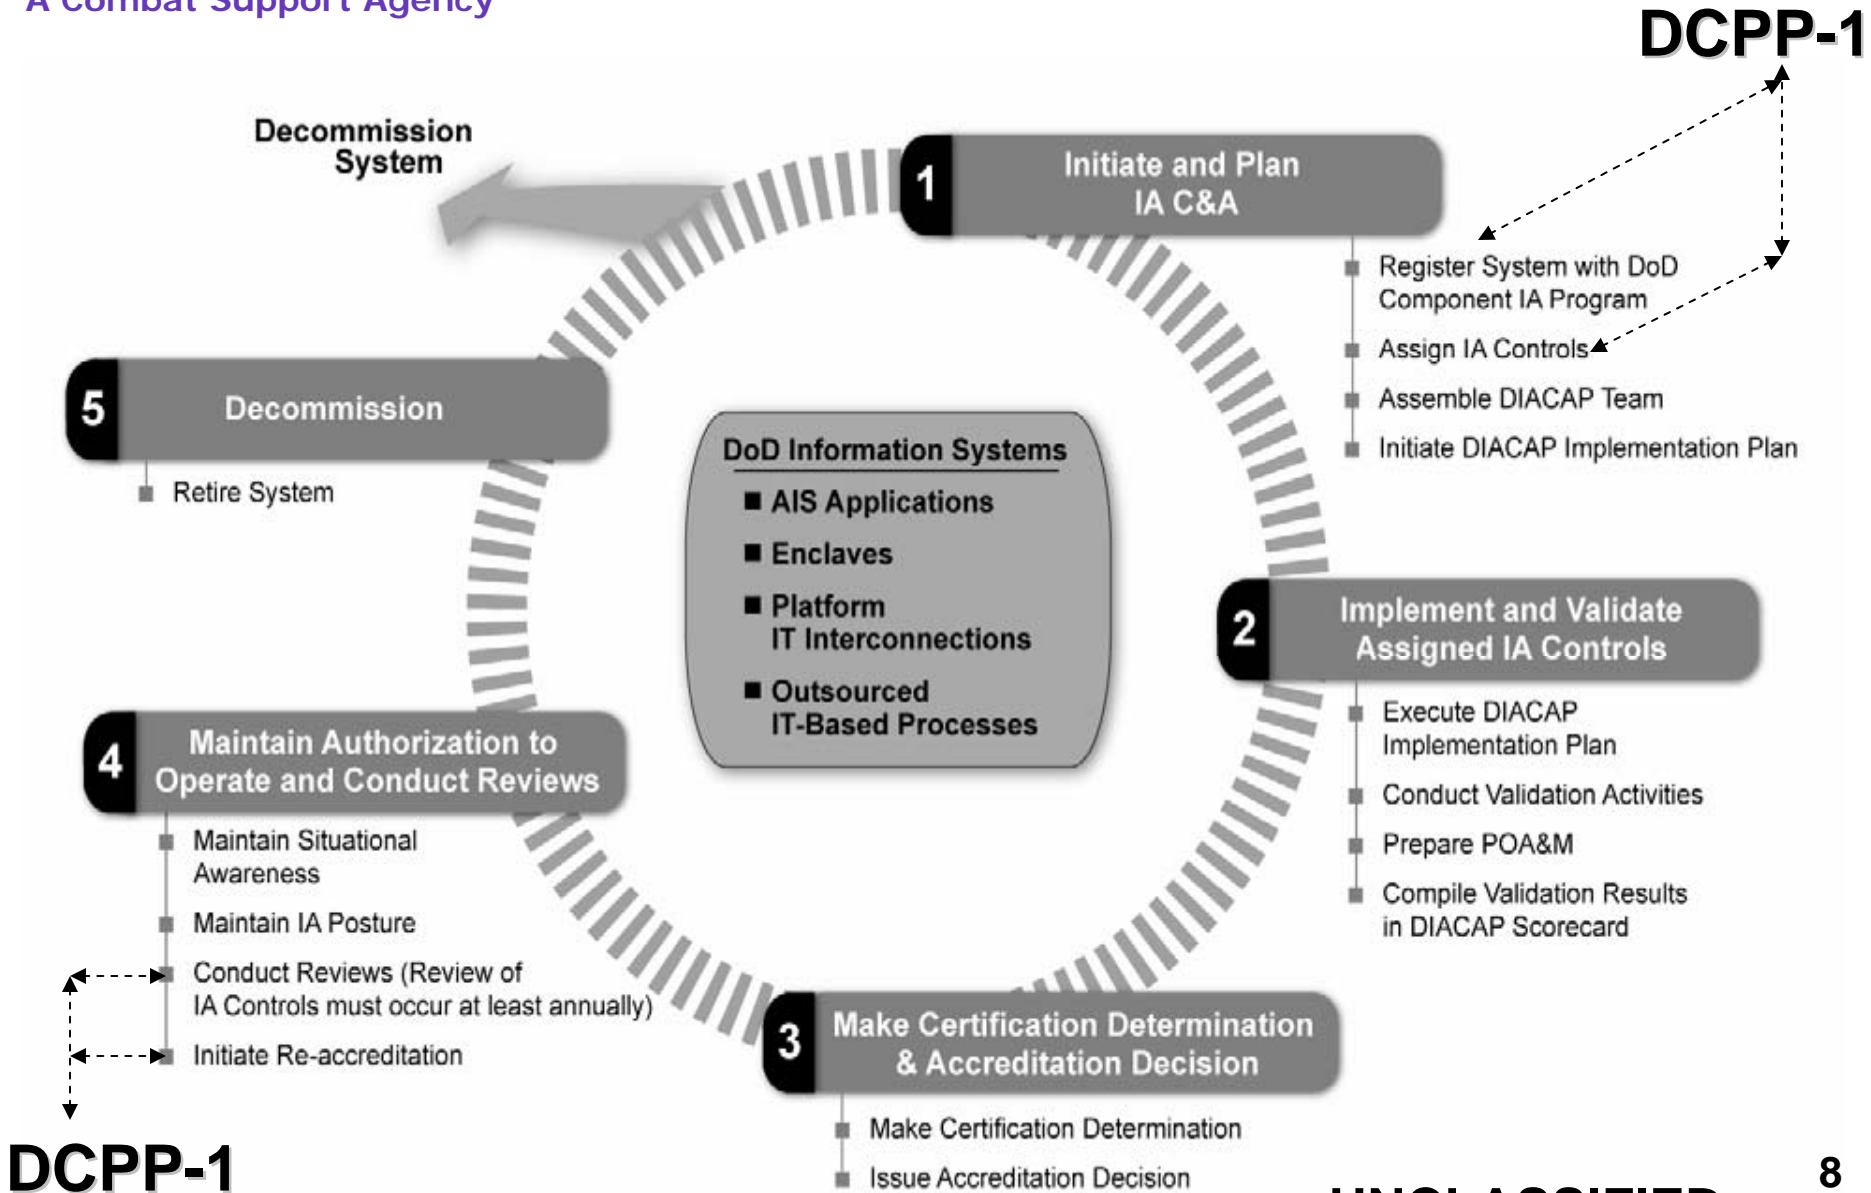 A Combat Support Agency
DCPP-1
Decommission
System
1
Initiate and Plan
IA C&A
Register System with DoD
Component IA Program
Assign IA Controls
Assemble DIACAP Team
Initiate DIACAP Implementation Plan
5
Decommission
Retire System
DoD Information Systems
AIS Applications
Enclaves
Platform
IT Interconnections
Outsourced
IT-Based Processes
2
Implement and Validate
Assigned IA Controls
Execute DIACAP
Implementation Plan
Conduct Validation Activities
Prepare POA&M
Compile Validation Results
in DIACAP Scorecard
4
Maintain Authorization to
Operate and Conduct Reviews
Maintain Situational
Awareness
Maintain IA Posture
Conduct Reviews (Review of
IA Controls must occur at least annually)
Initiate Re-accreditation
3
Make Certification Determination
& Accreditation Decision
Make Certification Determination
Issue Accreditation Decision
DCPP-1
UNCLASSIFIED
8